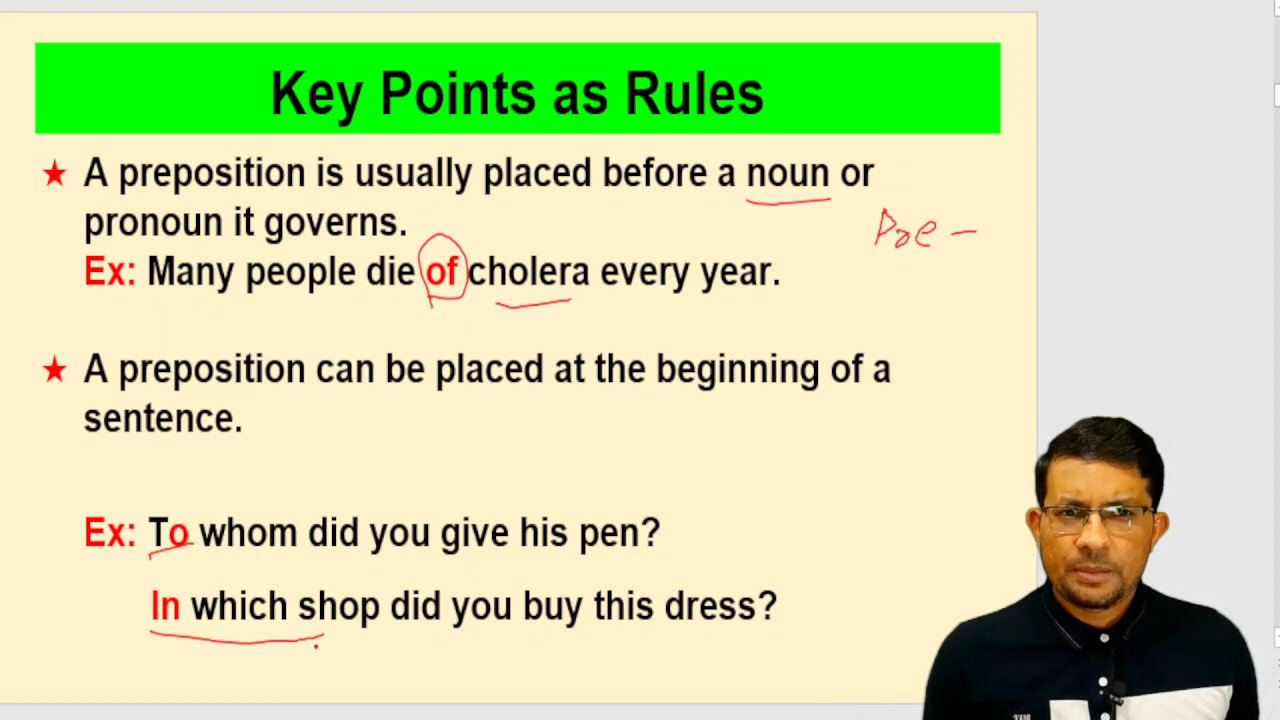 Key Points as Rules
★ A preposition is usually placed before a noun or
pronoun it governs.
Pre -
Ex: Many people die of cholera every year.
★ A preposition can be placed at the beginning of a
sentence.
Ex: To whom did you give his pen?
In which shop did you buy this dress?